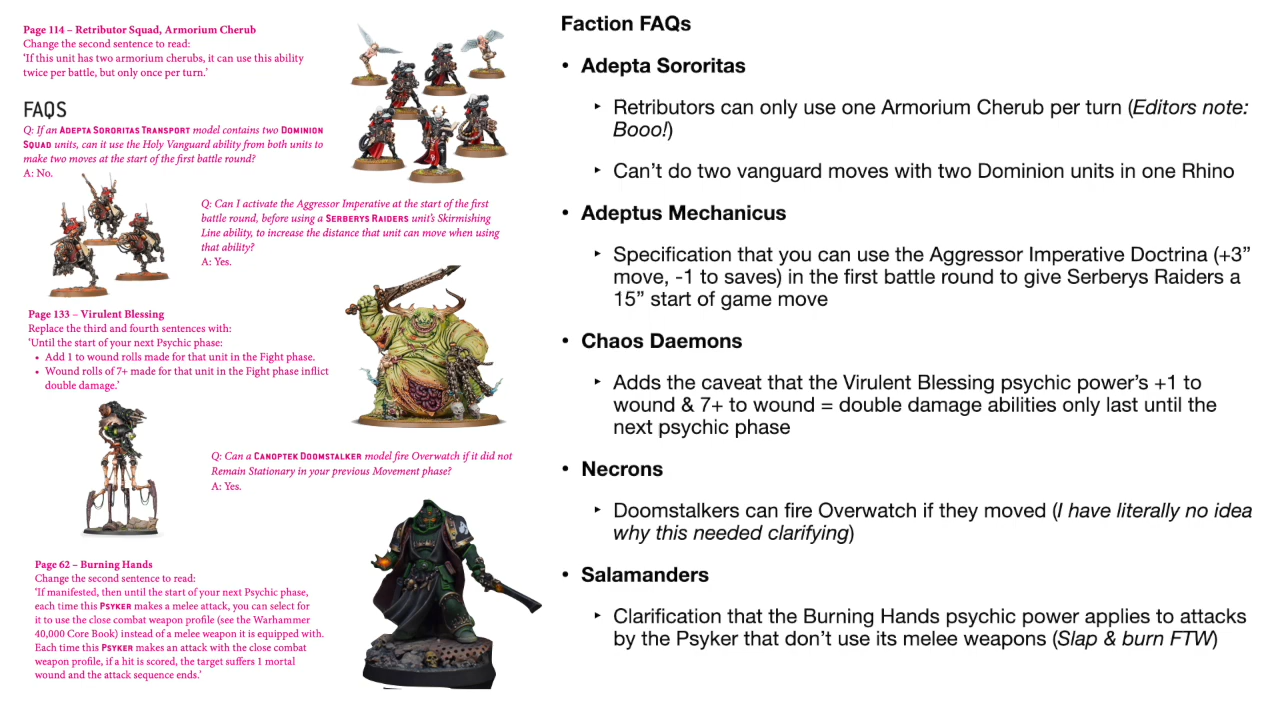 Page 114 – Retributor Squad, Armorium Cherub
Change the second sentence to read:
‘If this unit has two armorium cherubs, it can use this ability
twice per battle, but only once per turn.’
FAQS
Q: If an ADEPTA SORORITAS TRANSPORT model contains two DOMINION
SQUAD units, can it use the Holy Vanguard ability from both units to
make two moves at the start of the first battle round?
A: No.
Q: Can I activate the Aggressor Imperative at the start of the first
battle round, before using a SERBERYS RAIDERS unit’s Skirmishing
Line ability, to increase the distance that unit can move when using
that ability?
A: Yes.
Page 133 – Virulent Blessing
Replace the third and fourth sentences with:
‘Until the start of your next Psychic phase:
• Add 1 to wound rolls made for that unit in the Fight phase.
• Wound rolls of 7+ made for that unit in the Fight phase inflict
double damage.’
Q: Can a CANOPTEK DOOMSTALKER model fire Overwatch if it did not
Remain Stationary in your previous Movement phase?
A: Yes.
Page 62 – Burning Hands
Change the second sentence to read:
‘If manifested, then until the start of your next Psychic phase,
each time this PSYKER makes a melee attack, you can select for
it to use the close combat weapon profile (see the Warhammer
40,000 Core Book) instead of a melee weapon it is equipped with.
Each time this PSYKER makes an attack with the close combat
weapon profile, if a hit is scored, the target suffers 1 mortal
wound and the attack sequence ends.’
Faction FAQs
• Adepta Sororitas
‣ Retributors can only use one Armorium Cherub per turn (Editors note:
Booo!)
‣ Can’t do two vanguard moves with two Dominion units in one Rhino
• Adeptus Mechanicus
‣ Specification that you can use the Aggressor Imperative Doctrina (+3”
move, -1 to saves) in the first battle round to give Serberys Raiders a
15” start of game move
• Chaos Daemons
‣ Adds the caveat that the Virulent Blessing psychic power’s +1 to
wound & 7+ to wound = double damage abilities only last until the
next psychic phase
• Necrons
‣ Doomstalkers can fire Overwatch if they moved (I have literally no idea
why this needed clarifying)
• Salamanders
‣ Clarification that the Burning Hands psychic power applies to attacks
by the Psyker that don’t use its melee weapons (Slap & burn FTW)